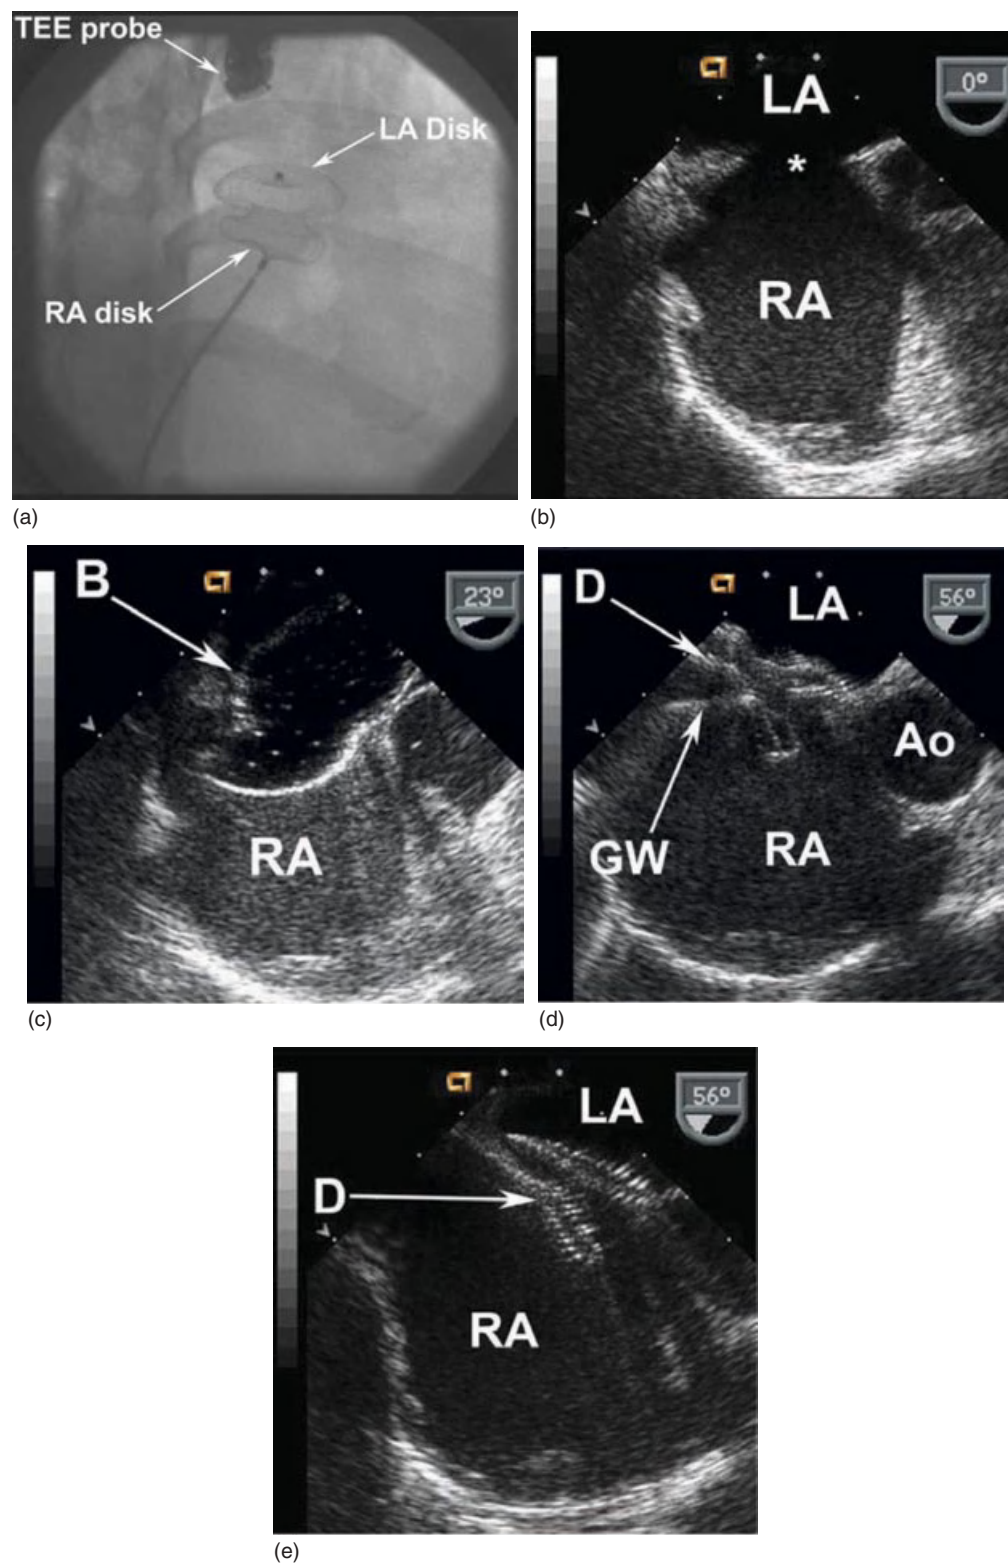 TEE probe
LA Disk
RA disk
(a)
LA
0°
*
RA
(b)
B
23°
RA
(c)
D
LA
56°
Ao
GW
RA
(d)
LA
56°
D
RA
(e)